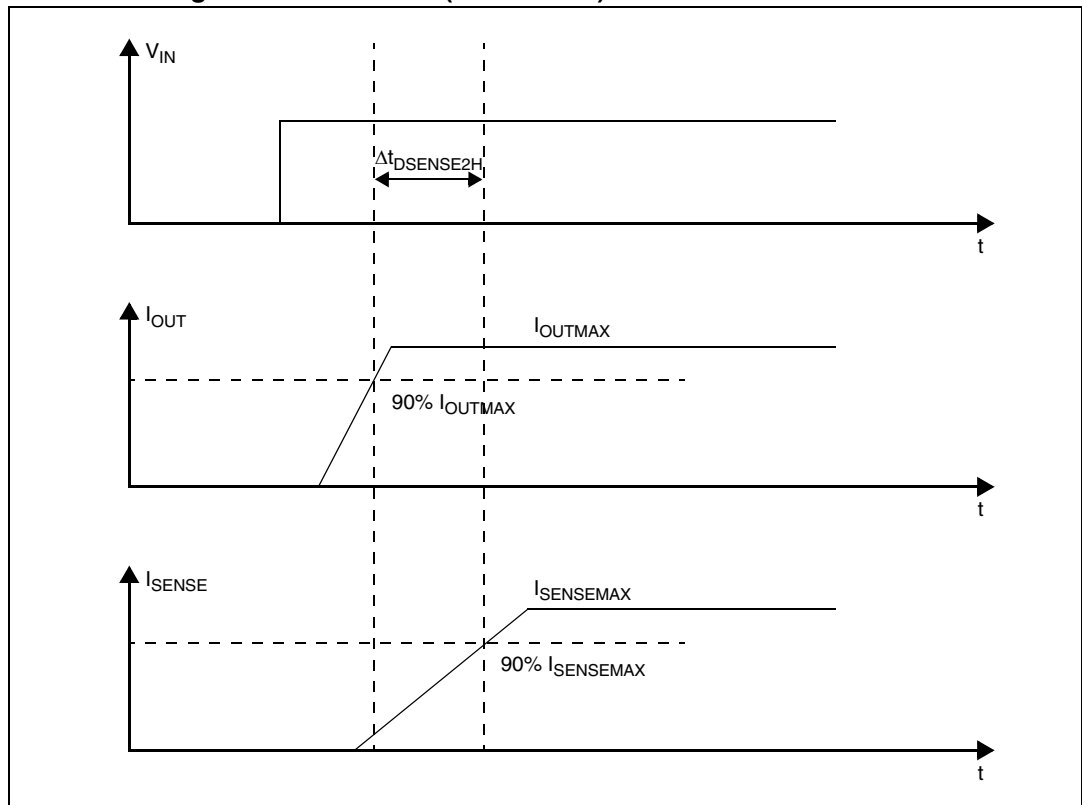 V_IN
Δt_DSENSE2H
t
I_OUT
I_OUTMAX
90% I_OUTMAX
t
I_SENSE
I_SENSEMAX
90% I_SENSEMAX
t